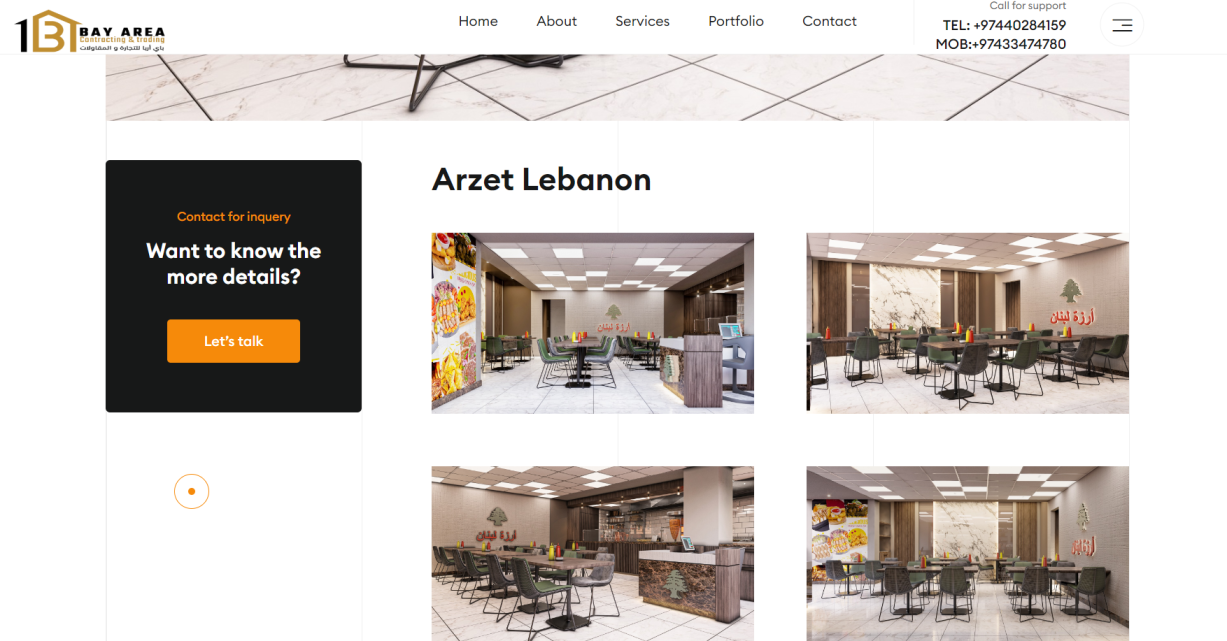 BAY AREA
Contracting & trading
باي أريا للتجارة و المقاولات
Home About Services Portfolio Contact
Call for support
TEL: +97440284159
MOB:+97433474780
Contact for inquery
Want to know the
more details?
Let's talk
Arzet Lebanon
أرزة لبنان
أرزة لبنان
أرزة لبنان